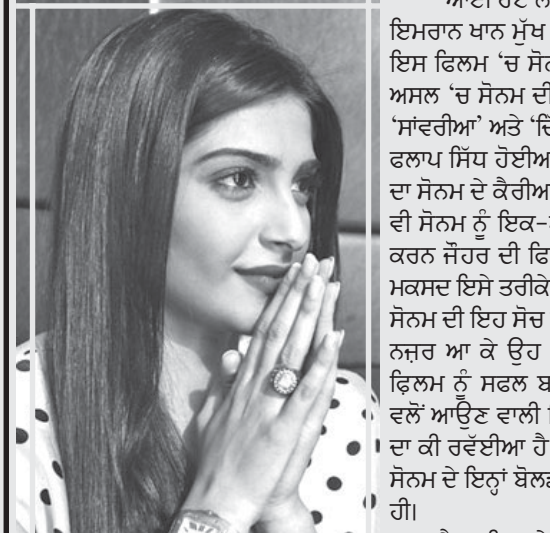 ਇਮਰਾਨ ਖਾਨ ਮੁੱਖ
ਇਸ ਫਿਲਮ ‘ਚ
ਅਸਲ ‘ਚ ਸੋਨਮ ਦੀ
‘ਸਾਂਵਰੀਆ’ ਅਤੇ
ਫਲਾਪ ਸਿੱਧ ਹੋਈਆ
ਦਾ ਸੋਨਮ ਦੇ ਕੈਰੀਅ
ਵੀ ਸੋਨਮ ਨੂੰ ਇਕ-
ਕਰਨ ਜੌਹਰ ਦੀ
ਮਕਸਦ ਇਸੇ ਤਰੀਕੇ
ਸੋਨਮ ਦੀ ਇਹ ਸੋਚ
ਨਜ਼ਰ ਆ ਕੇ ਉਹ
ਫ਼ਿਲਮ ਨੂੰ ਸਫਲ ਬ
ਵਲੋਂ ਆਉਣ ਵਾਲੀ
ਦਾ ਕੀ ਰਵੱਈਆ ਹੈ
ਸੋਨਮ ਦੇ ਇਨ੍ਹਾਂ
ਹੀ।